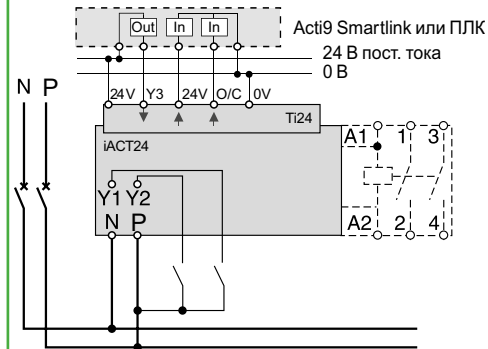 Out In In Acti9 Smartlink или ПЛК
24 В пост. тока
0 В
N P
24V Y3 24V O/C 0V
Ti24
iACT24
A1 1 3
Y1 Y2
N P
A2 2 4